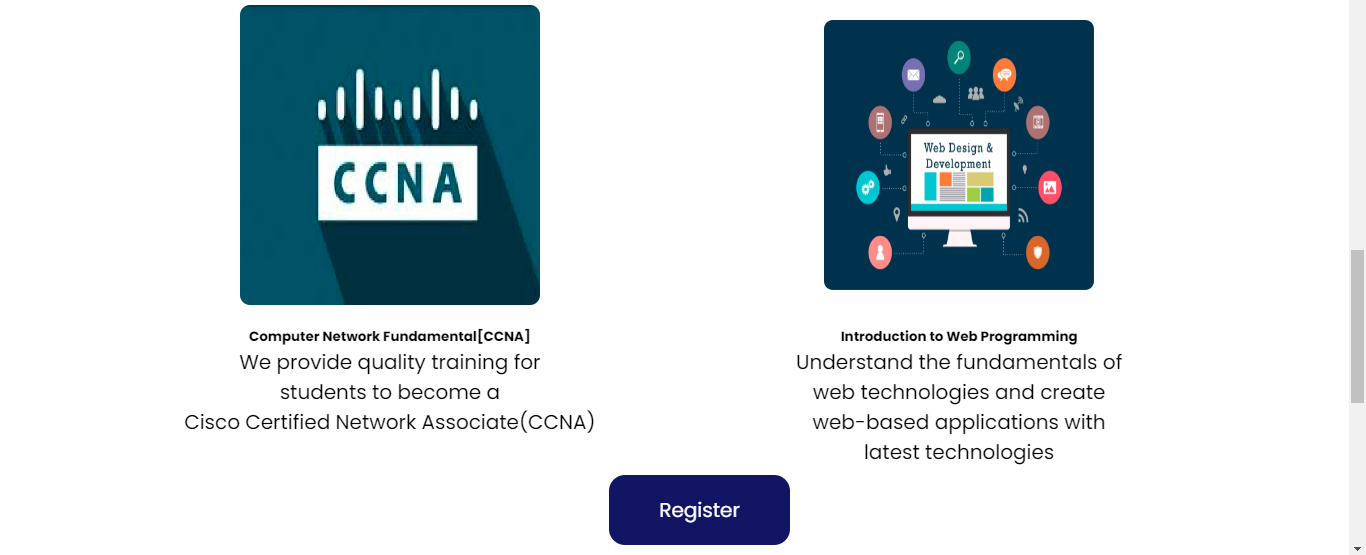 CCNA
Computer Network Fundamental[CCNA]
We provide quality training for
students to become a
Cisco Certified Network Associate(CCNA)
Web Design &
Development
Introduction to Web Programming
Understand the fundamentals of
web technologies and create
web-based applications with
latest technologies
Register